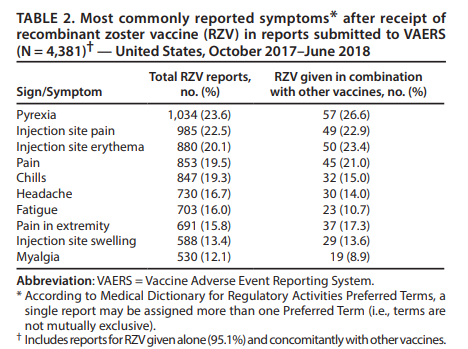 TABLE 2. Most commonly reported symptoms* after receipt of
recombinant zoster vaccine (RZV) in reports submitted to VAERS
(N = 4,381)† — United States, October 2017–June 2018
Sign/Symptom Total RZV reports, no. (%) RZV given in combination with other vaccines, no. (%)
Pyrexia 1,034 (23.6) 57 (26.6)
Injection site pain 985 (22.5) 49 (22.9)
Injection site erythema 880 (20.1) 50 (23.4)
Pain 853 (19.5) 45 (21.0)
Chills 847 (19.3) 32 (15.0)
Headache 730 (16.7) 30 (14.0)
Fatigue 703 (16.0) 23 (10.7)
Pain in extremity 691 (15.8) 37 (17.3)
Injection site swelling 588 (13.4) 29 (13.6)
Myalgia 530 (12.1) 19 (8.9)
Abbreviation: VAERS = Vaccine Adverse Event Reporting System.
* According to Medical Dictionary for Regulatory Activities Preferred Terms, a
single report may be assigned more than one Preferred Term (i.e., terms are
not mutually exclusive).
† Includes reports for RZV given alone (95.1%) and concomitantly with other vaccines.